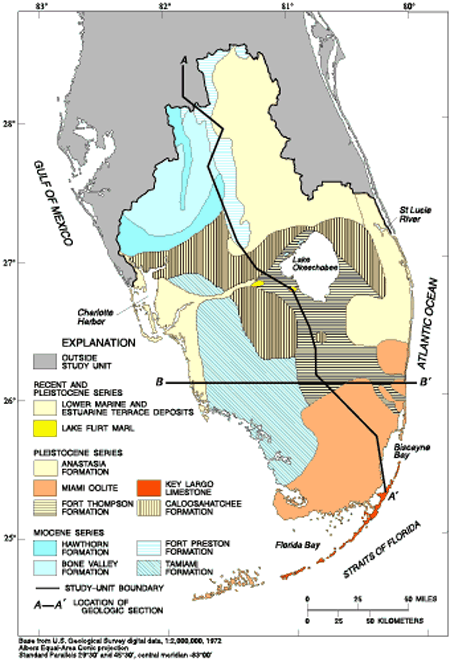 83°
82°
81°
80°
A
28°
GULF OF MEXICO
St Lucie
River
27°
Lake
Okeechobee
ATLANTIC OCEAN
Charlotte
Harbor
EXPLANATION
OUTSIDE
STUDY UNIT
B
B'
RECENT AND
PLEISTOCENE SERIES
LOWER MARINE AND
ESTUARINE TERRACE DEPOSITS
26°
LAKE FLIRT MARL
PLEISTOCENE SERIES
Biscayne
Bay
ANASTASIA
FORMATION
MIAMI OOLITE
KEY LARGO
LIMESTONE
A'
FORT THOMPSON
FORMATION
CALOOSAHATCHEE
FORMATION
25°
MIOCENE SERIES
Florida Bay
STRAITS OF FLORIDA
HAWTHORN
FORMATION
FORT PRESTON
FORMATION
BONE VALLEY
FORMATION
TAMIAMI
FORMATION
STUDY-UNIT BOUNDARY
A—A' LOCATION OF
GEOLOGIC SECTION
0 25 50 MILES
0 25 50 KILOMETERS
Base from U.S. Geological Survey digital data, 1:2,000,000, 1972
Albers Equal-Area Conic projection
Standard Parallels 29°30' and 45°30', central meridian -83°00'